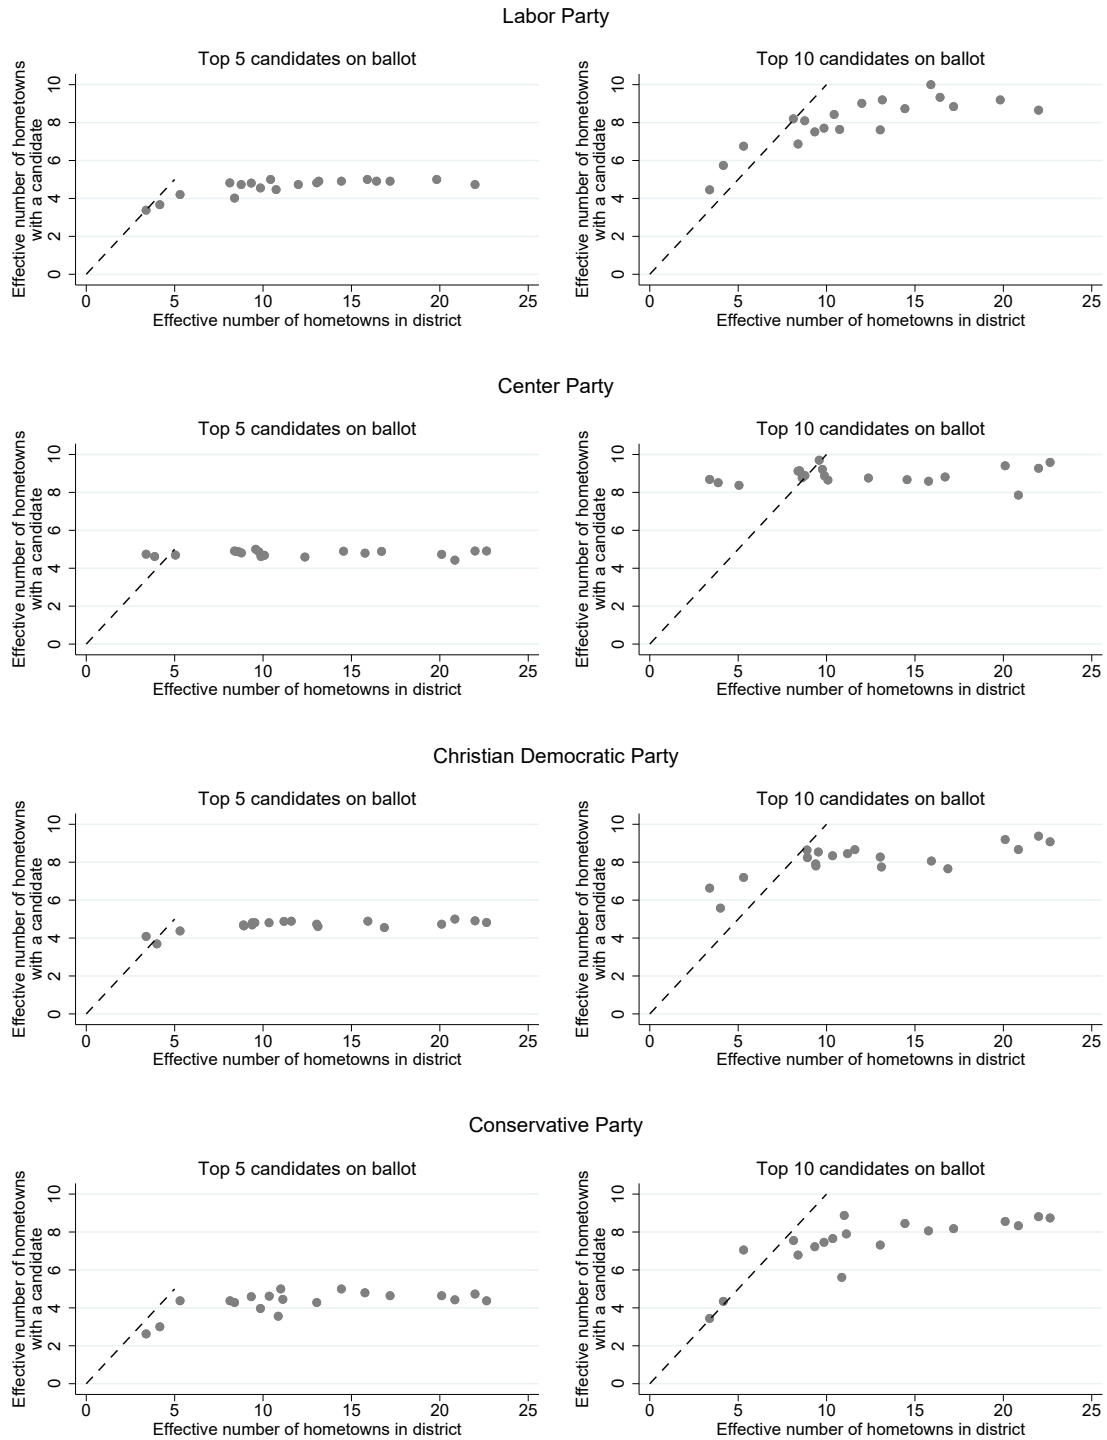 Labor Party
Top 5 candidates on ballot
Effective number of hometowns
with a candidate
0 2 4 6 8 10
0 5 10 15 20 25
Effective number of hometowns in district
Top 10 candidates on ballot
Effective number of hometowns
with a candidate
0 2 4 6 8 10
0 5 10 15 20 25
Effective number of hometowns in district
Center Party
Top 5 candidates on ballot
Effective number of hometowns
with a candidate
0 2 4 6 8 10
0 5 10 15 20 25
Effective number of hometowns in district
Top 10 candidates on ballot
Effective number of hometowns
with a candidate
0 2 4 6 8 10
0 5 10 15 20 25
Effective number of hometowns in district
Christian Democratic Party
Top 5 candidates on ballot
Effective number of hometowns
with a candidate
0 2 4 6 8 10
0 5 10 15 20 25
Effective number of hometowns in district
Top 10 candidates on ballot
Effective number of hometowns
with a candidate
0 2 4 6 8 10
0 5 10 15 20 25
Effective number of hometowns in district
Conservative Party
Top 5 candidates on ballot
Effective number of hometowns
with a candidate
0 2 4 6 8 10
0 5 10 15 20 25
Effective number of hometowns in district
Top 10 candidates on ballot
Effective number of hometowns
with a candidate
0 2 4 6 8 10
0 5 10 15 20 25
Effective number of hometowns in district